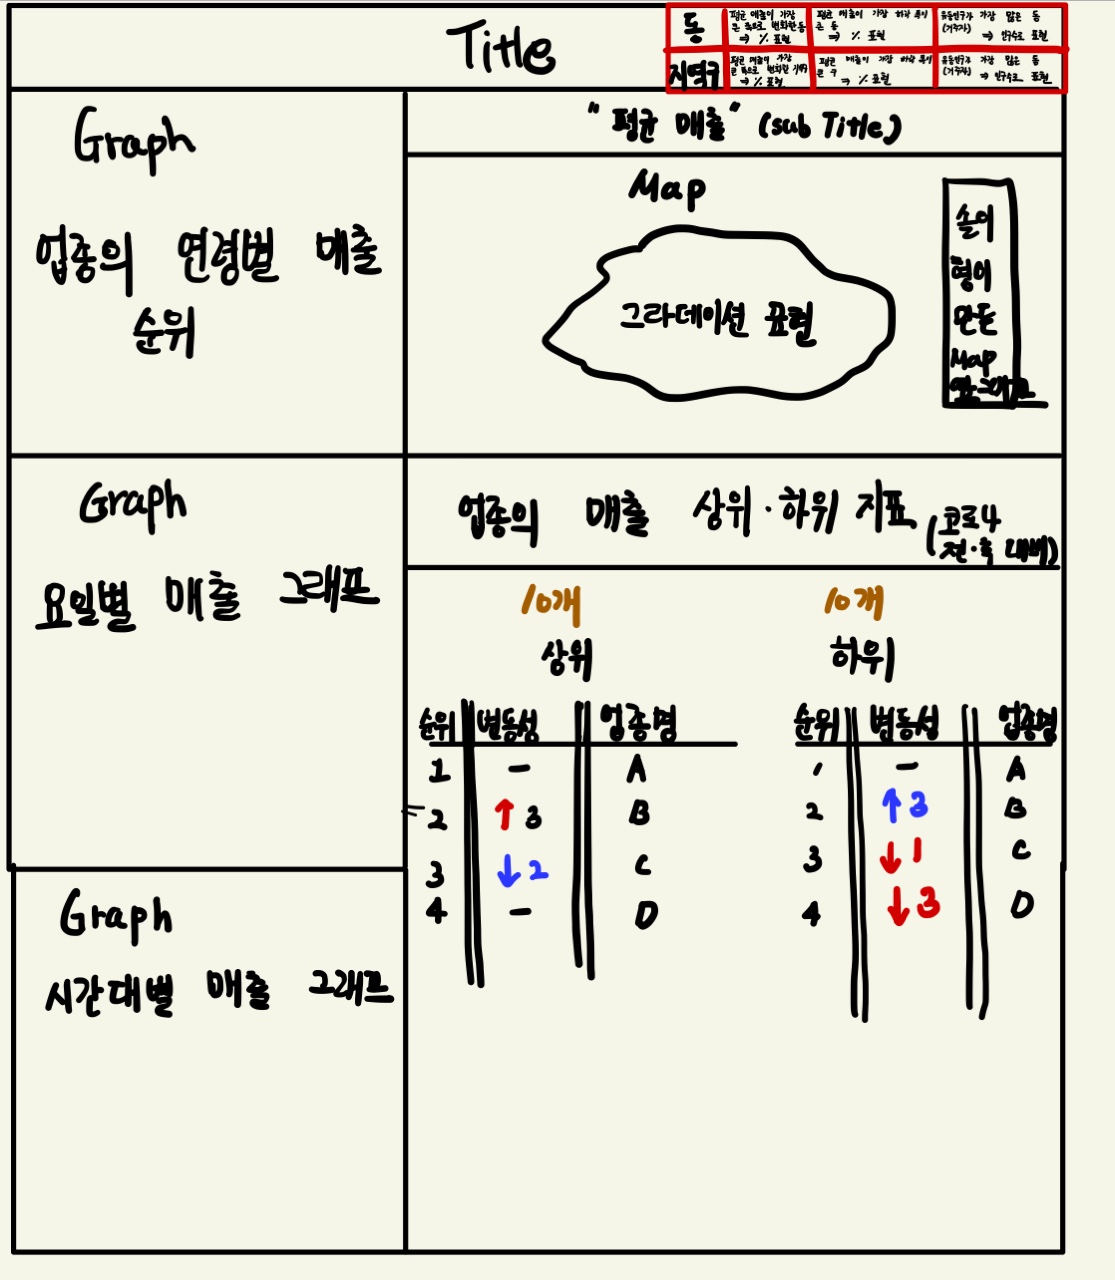 Title
동
평균 매출이 가장
큰 폭으로 변화한 동
⇒ % 표현
평균 매출이 가장 하락 폭이
큰 동
⇒ % 표현
유동인구가 가장 많은 동
(거주자) ⇒ 인구수로 표현
지역구
평균 매출이 가장
큰 폭으로 변화한 지역구
⇒ % 표현
평균 매출이 가장 하락 폭이
큰 구
⇒ % 표현
유동인구가 가장 많은 동
(거주자) ⇒ 인구수로 표현
Graph
업종의 연령별 매출
순위
"평균 매출" (sub Title)
Map
그라데이션 표현
솔이
형이
만든
Map
옆그래프
Graph
요일별 매출 그래프
업종의 매출 상위·하위 지표
(코로나
전·후 대비)
10개
상위
순위 변동성 업종명
1 - A
2 ↑3 B
3 ↓2 C
4 - D
10개
하위
순위 변동성 업종명
1 - A
2 ↑3 B
3 ↓1 C
4 ↓3 D
Graph
시간대별 매출 그래프